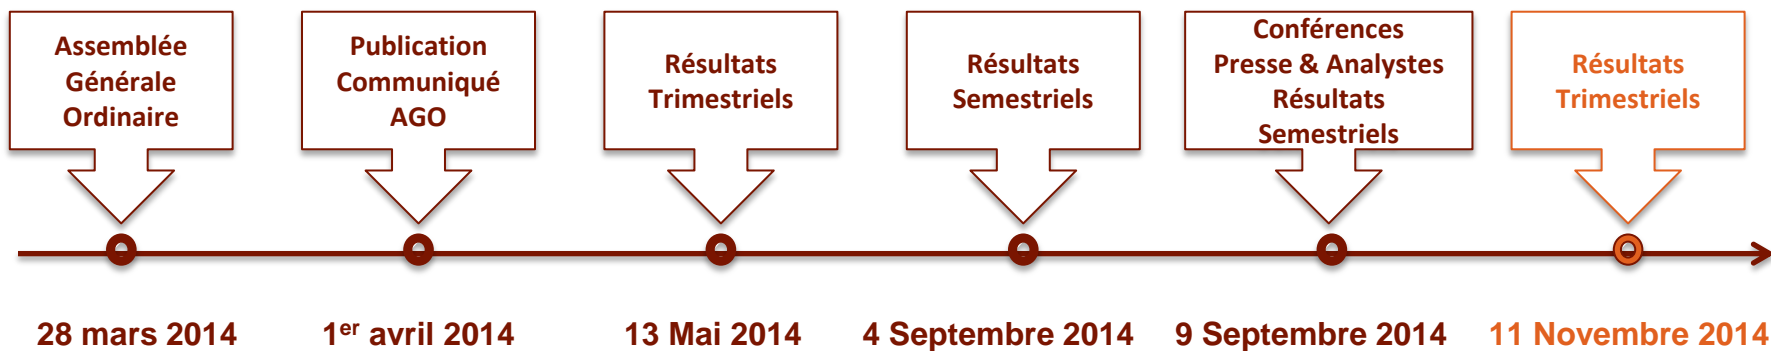 Assemblée
Générale
Ordinaire
Publication
Communiqué
AGO
Résultats
Trimestriels
Résultats
Semestriels
Conférences
Presse & Analystes
Résultats
Semestriels
Résultats
Trimestriels
28 mars 2014
1er avril 2014
13 Mai 2014
4 Septembre 2014
9 Septembre 2014
11 Novembre 2014